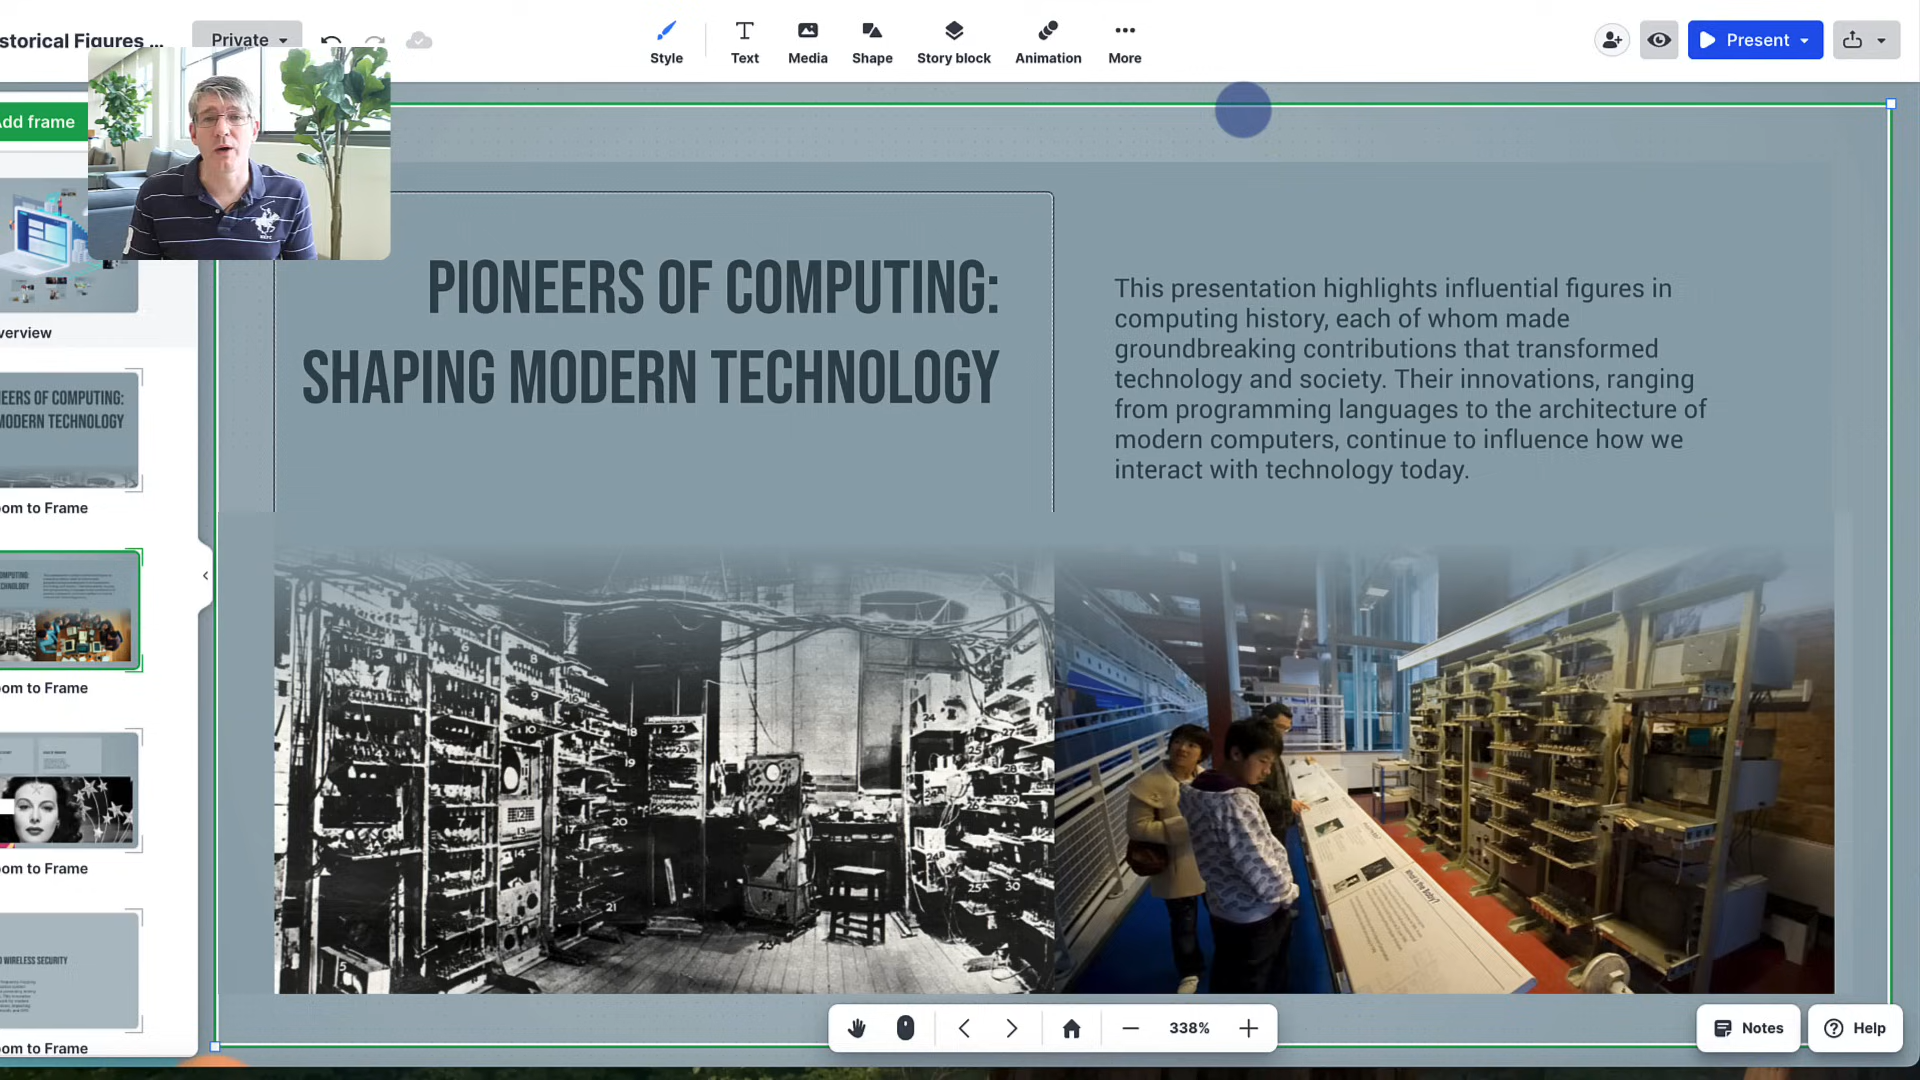 storical Figures ...
Private
Style
Text
Media
Shape
Story block
Animation
More
Present
Add frame
verview
EERS OF COMPUTING:
MODERN TECHNOLOGY
om to Frame
om to Frame
om to Frame
D WIRELESS SECURITY
om to Frame
PIONEERS OF COMPUTING:
SHAPING MODERN TECHNOLOGY
This presentation highlights influential figures in
computing history, each of whom made
groundbreaking contributions that transformed
technology and society. Their innovations, ranging
from programming languages to the architecture of
modern computers, continue to influence how we
interact with technology today.
338%
Notes
Help